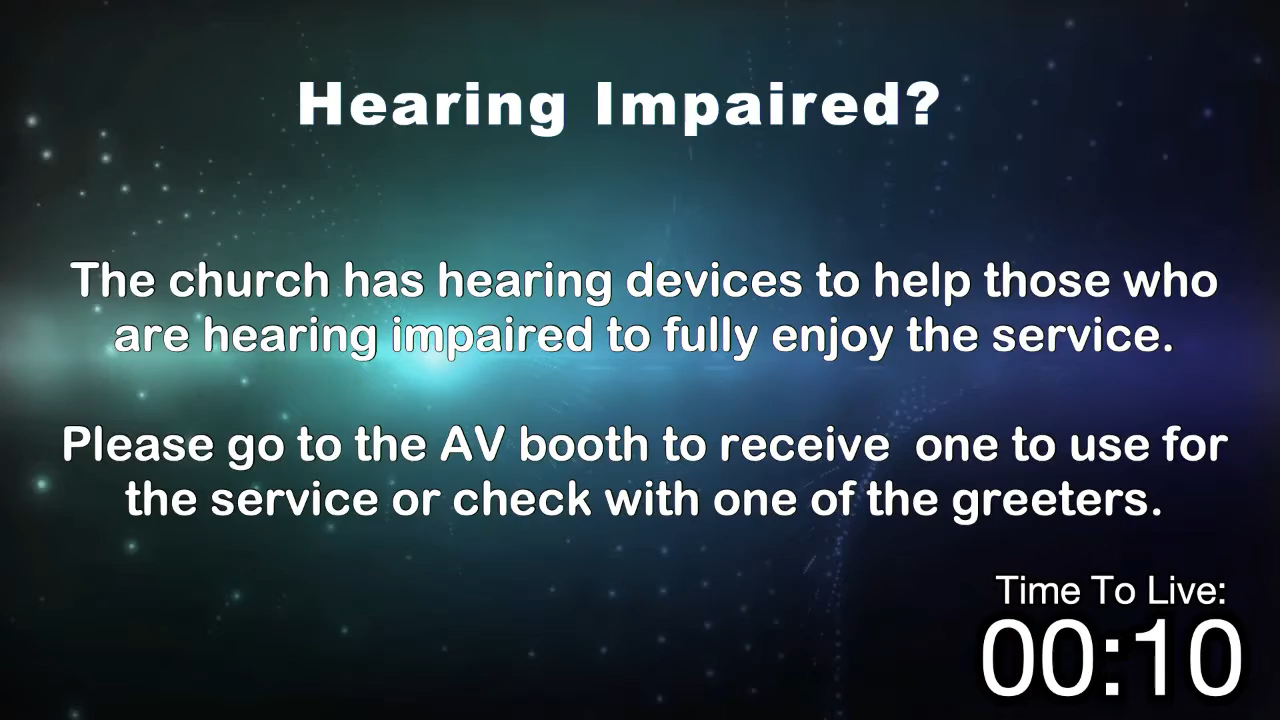 Hearing Impaired?
The church has hearing devices to help those who
are hearing impaired to fully enjoy the service.
Please go to the AV booth to receive  one to use for
the service or check with one of the greeters.
Time To Live:
00:10